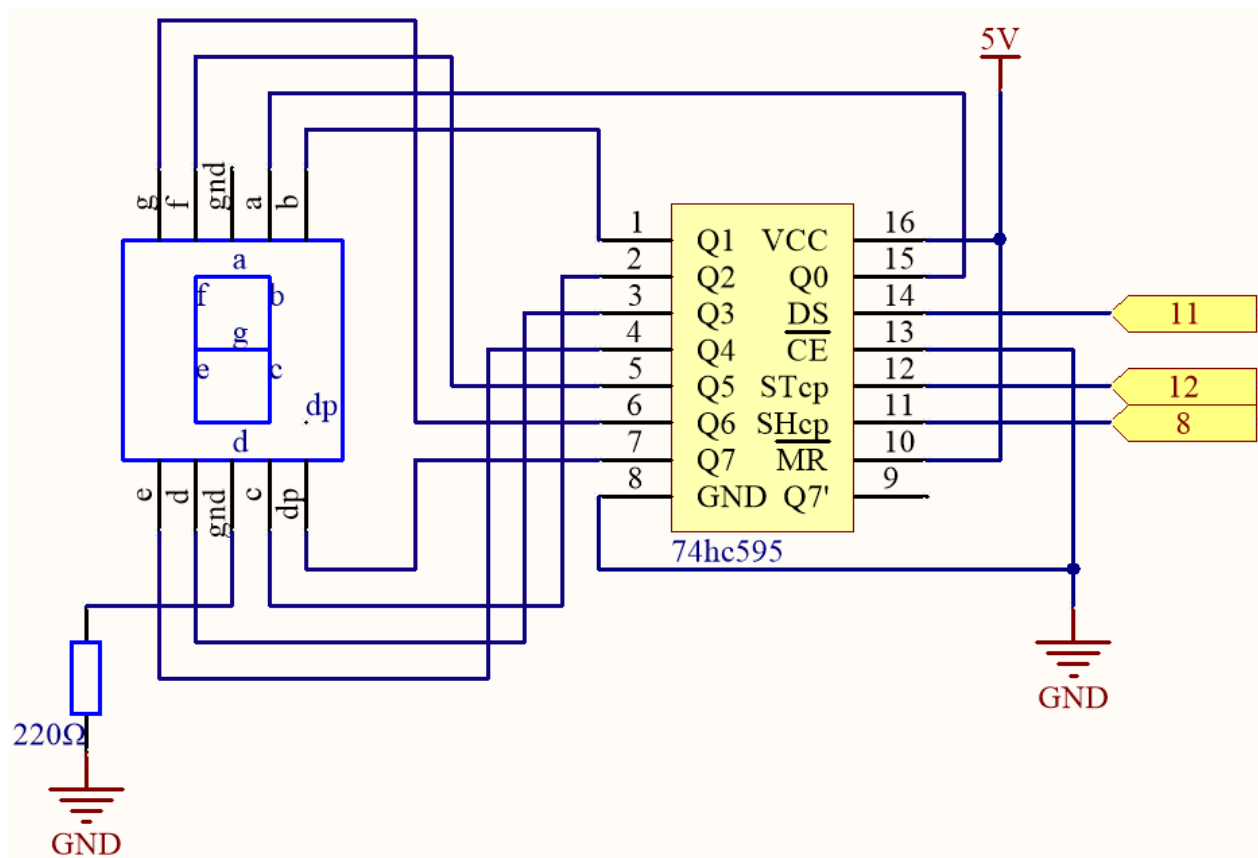 5V
g f gnd a b
a
f b
g
e c
dp
d
e d gnd c dp
1 Q1 VCC 16
2 Q2 Q0 15
3 Q3 DS 14 11
4 Q4 CE 13
5 Q5 STcp 12 12
6 Q6 SHcp 11 8
7 Q7 MR 10
8 GND Q7' 9
74hc595
220Ω
GND
GND